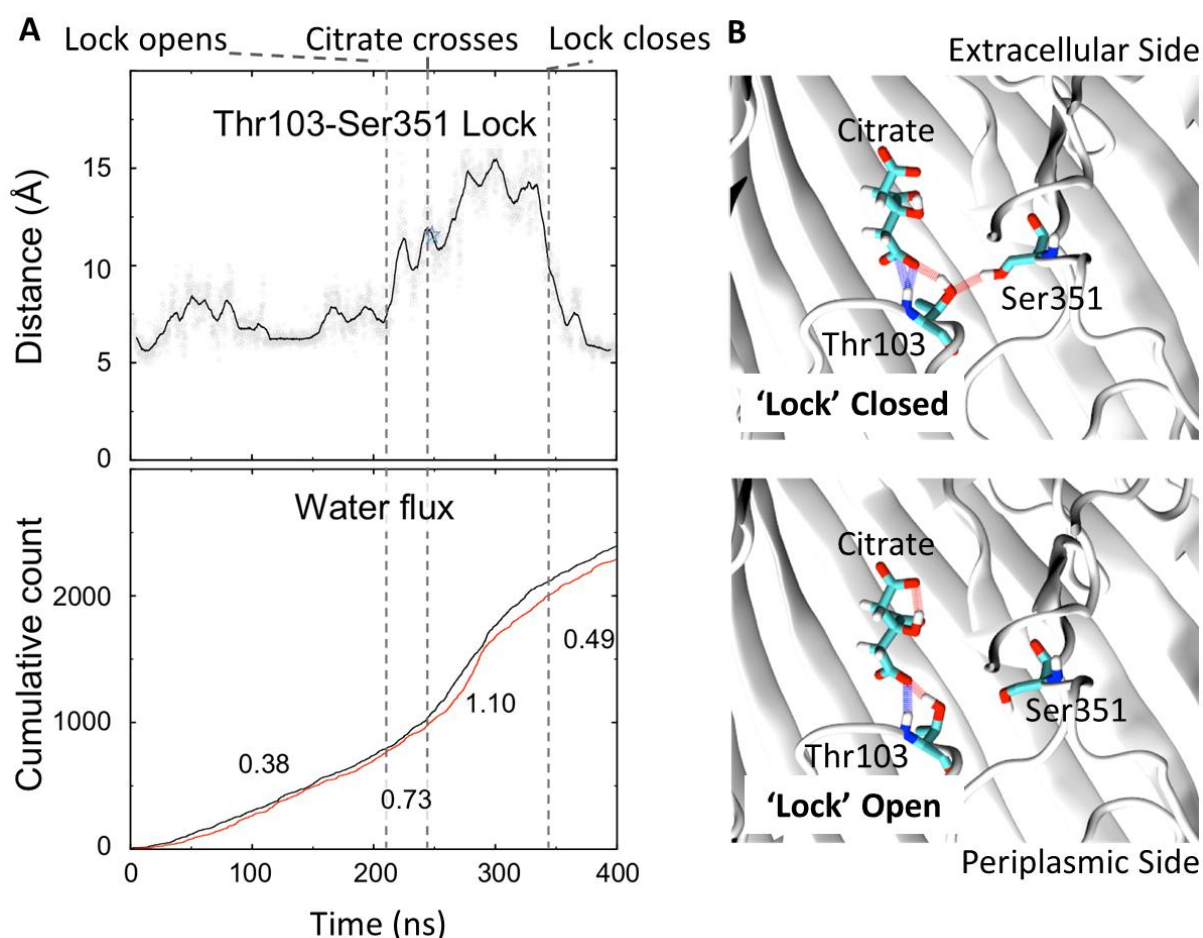 A
Lock opens
Citrate crosses
Lock closes
Thr103-Ser351 Lock
Distance (Å)
15
10
5
0
Water flux
Cumulative count
2000
1000
0
0.38
0.73
1.10
0.49
0
100
200
300
400
Time (ns)
B
Extracellular Side
Citrate
Ser351
Thr103
‘Lock’ Closed
Citrate
Ser351
Thr103
‘Lock’ Open
Periplasmic Side